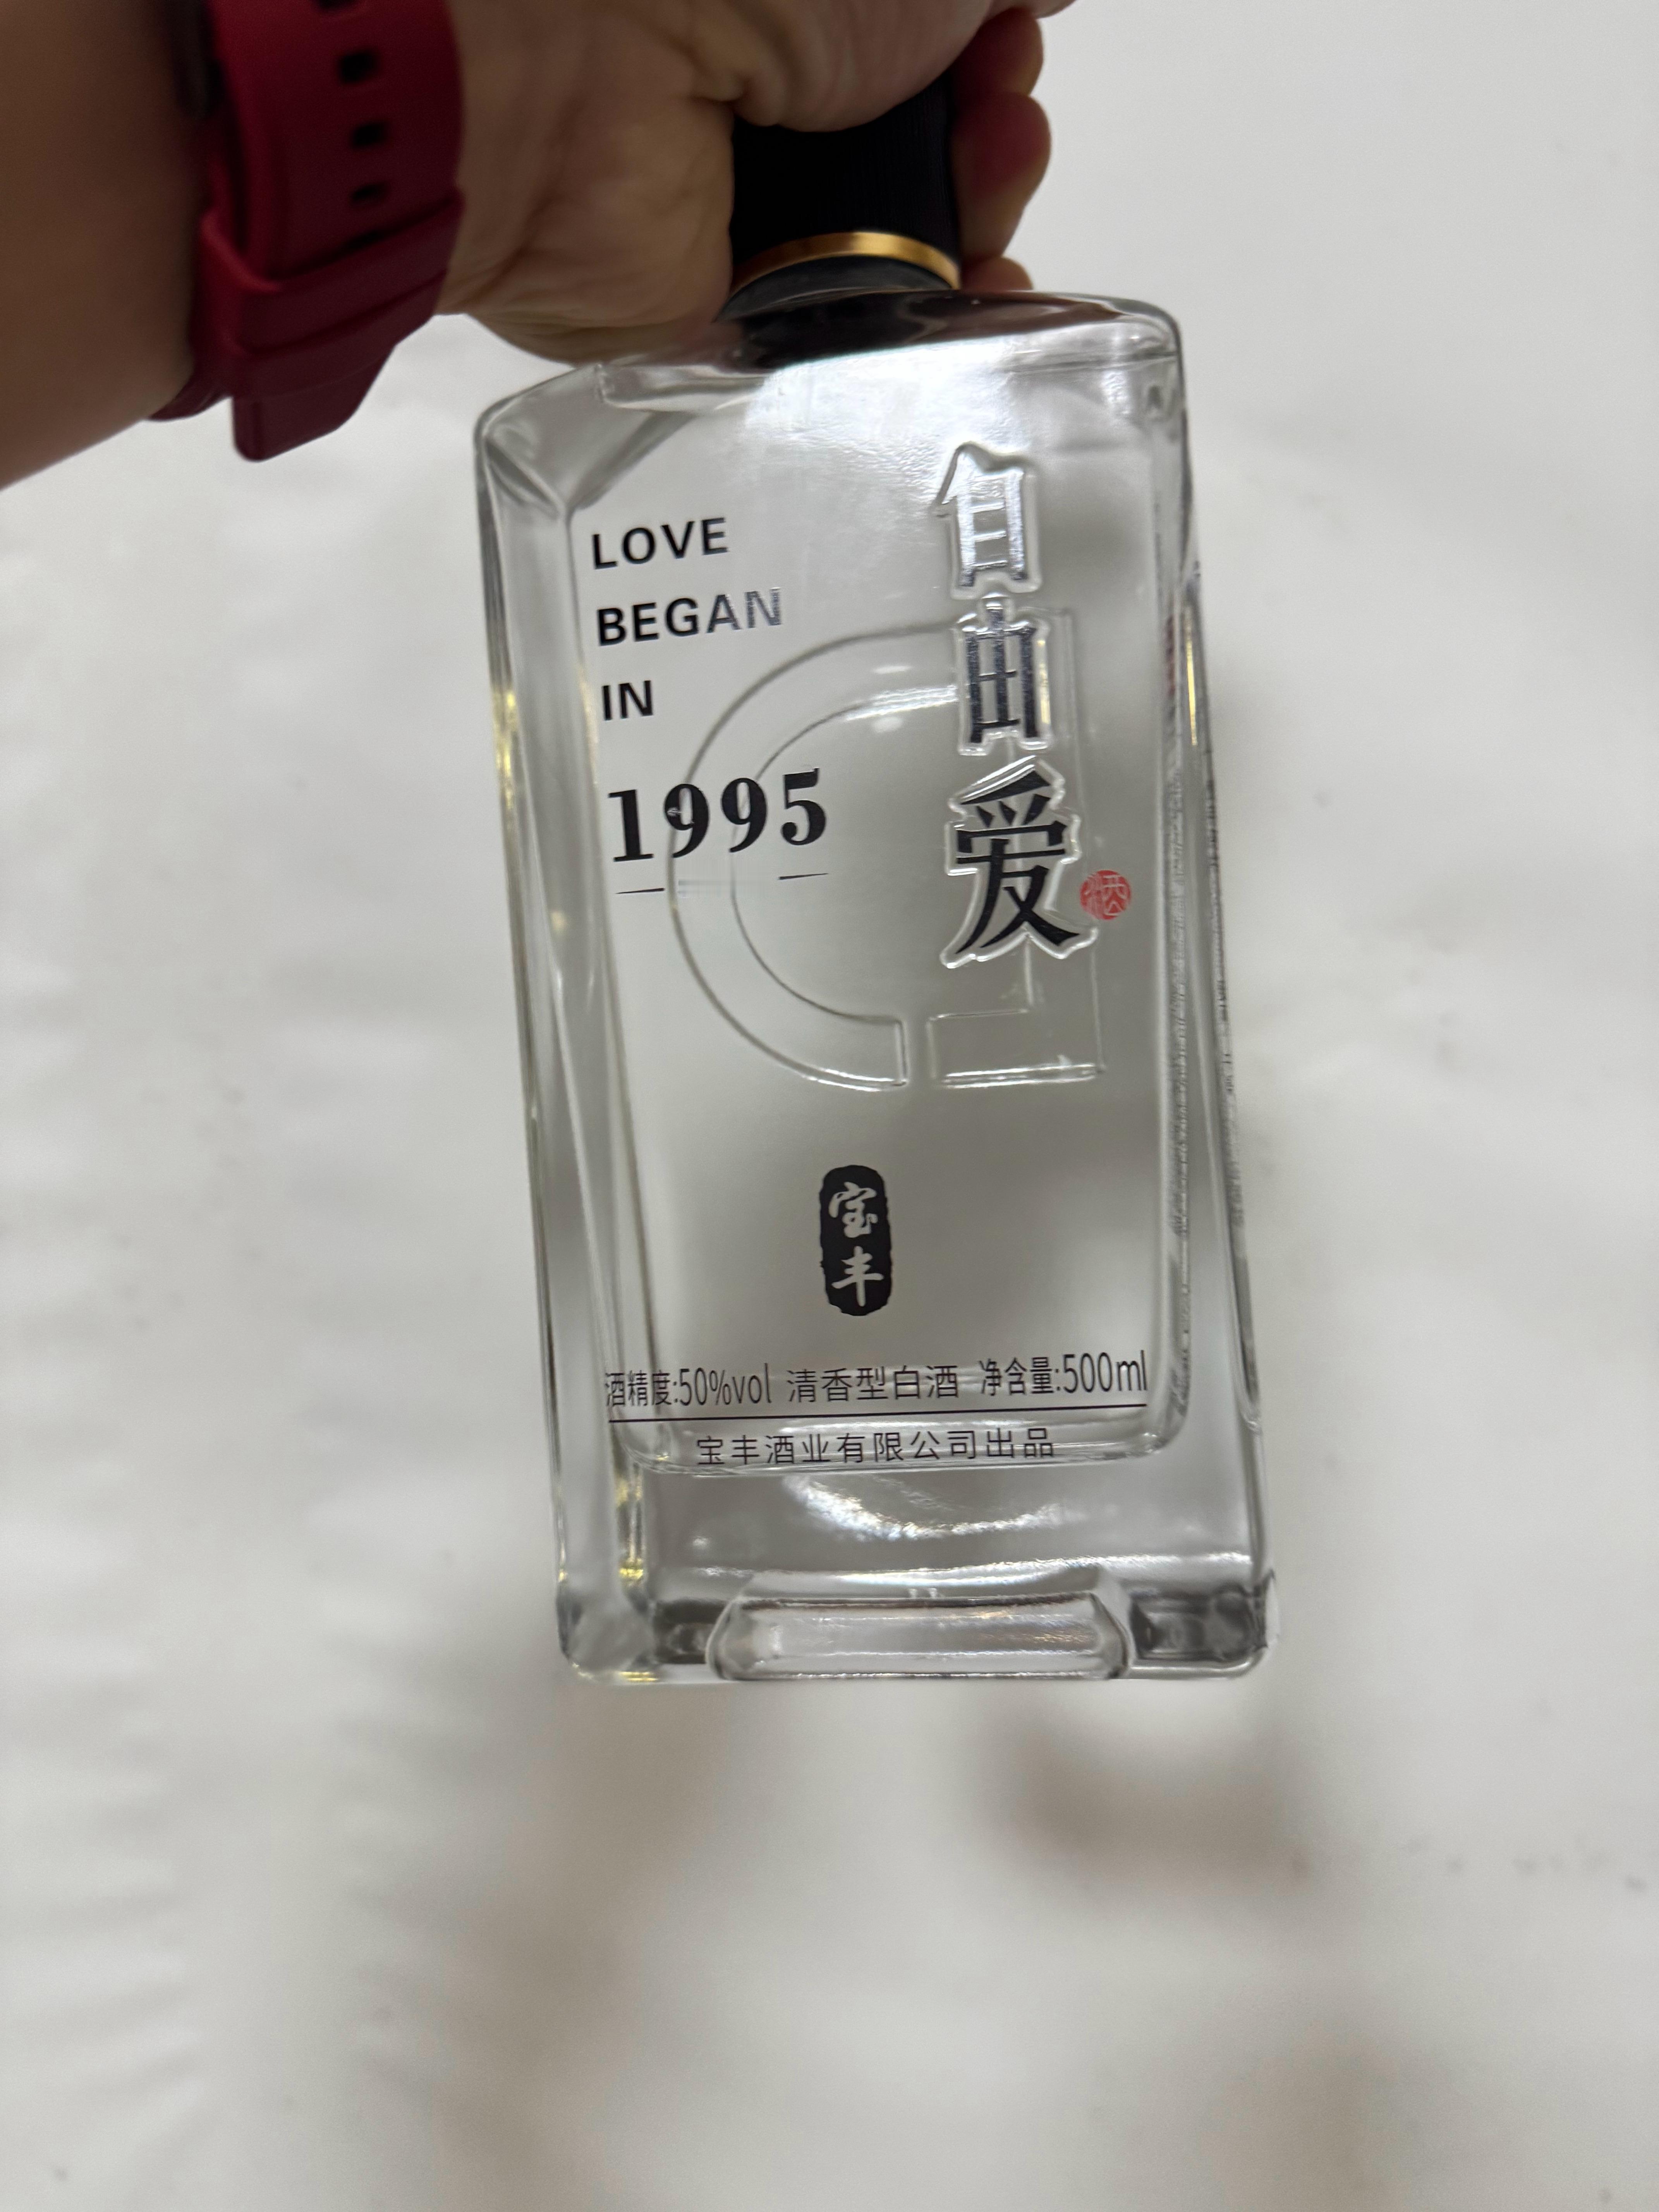 LOVE
BEGAN
IN
1995
自由爱
酒
宝丰
酒精度:50%vol 清香型白酒 净含量:500ml
宝丰酒业有限公司出品